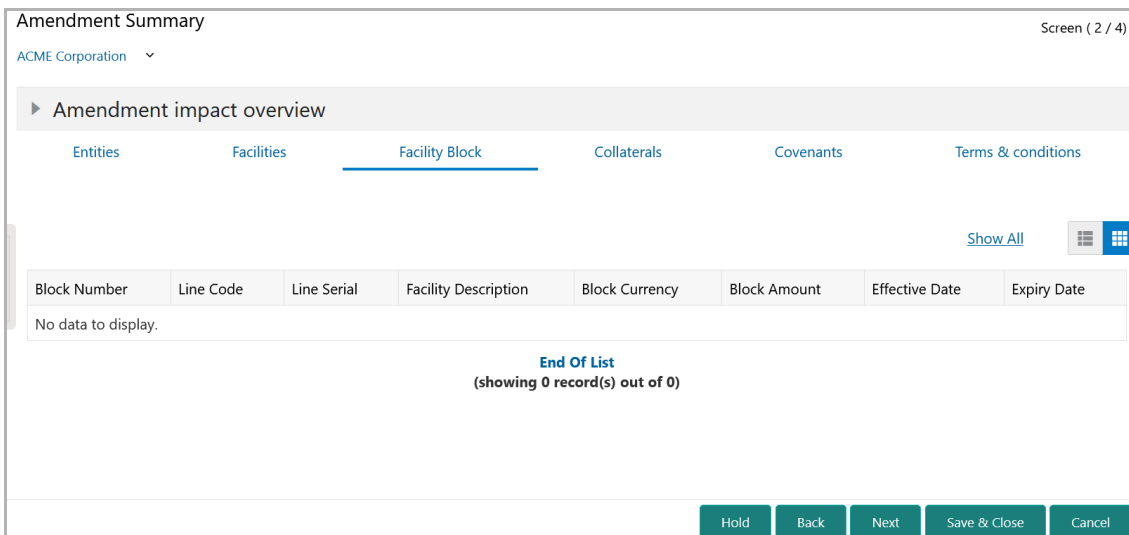 Amendment Summary
Screen ( 2 / 4)
ACME Corporation
Amendment impact overview
Entities Facilities Facility Block Collaterals Covenants Terms & conditions
Show All
Block Number Line Code Line Serial Facility Description Block Currency Block Amount Effective Date Expiry Date
No data to display.
End Of List
(showing 0 record(s) out of 0)
Hold Back Next Save & Close Cancel